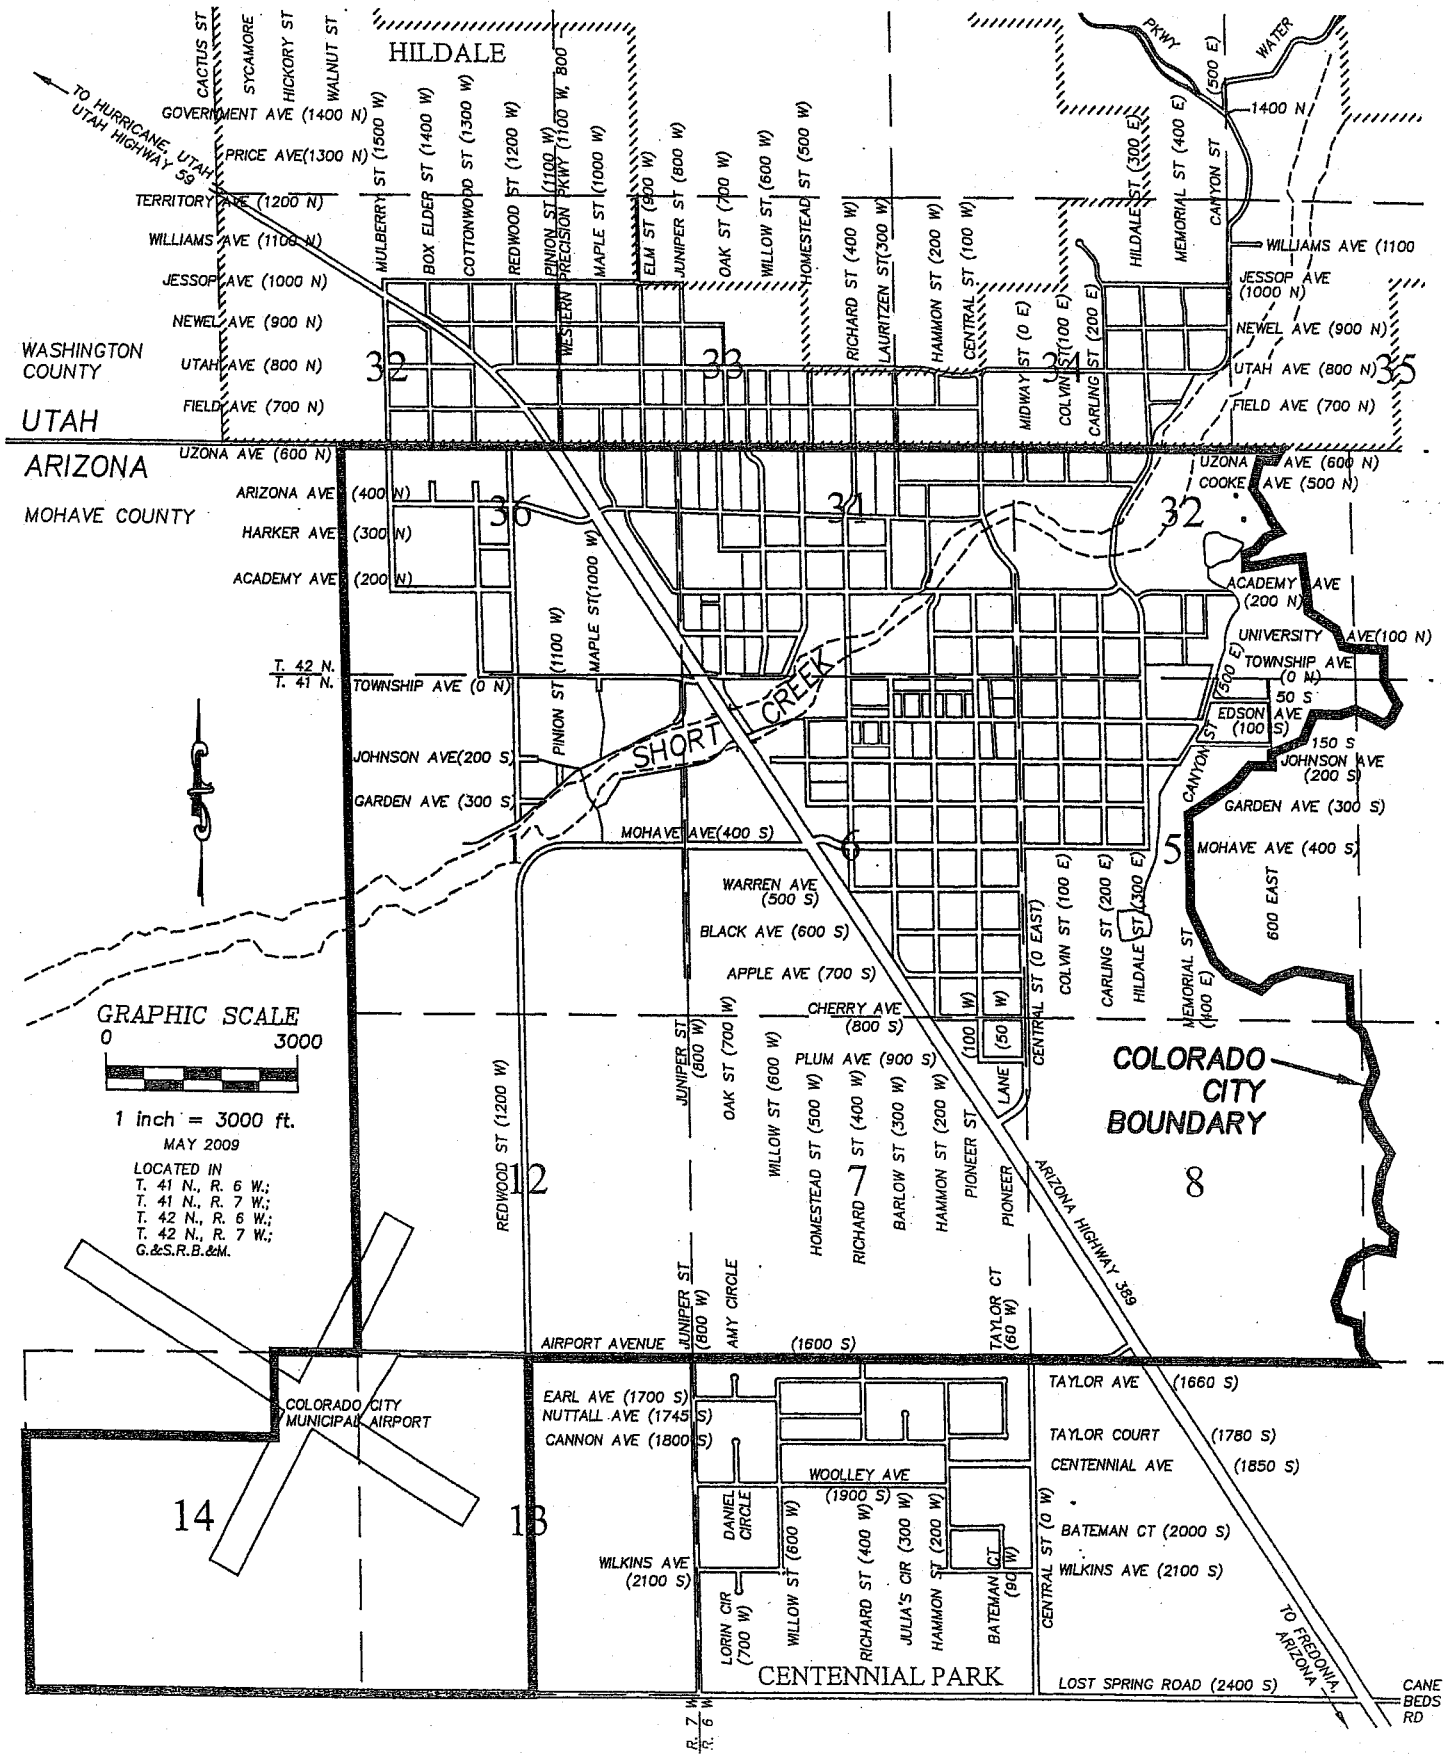 CACTUS ST
SYCAMORE
HICKORY ST
WALNUT ST
HILDALE
PKWY
(500 E)
WATER
TO HURRICANE, UTAH
UTAH HIGHWAY 59
GOVERNMENT AVE (1400 N)
PRICE AVE(1300 N)
TERRITORY AVE (1200 N)
WILLIAMS AVE (1100 N)
JESSOP AVE (1000 N)
NEWEL AVE (900 N)
UTAH AVE (800 N)
FIELD AVE (700 N)
MULBERRY ST (1500 W)
BOX ELDER ST (1400 W)
COTTONWOOD ST (1300 W)
REDWOOD ST (1200 W)
PINION ST (1100 W)
WESTERN PRECISION PKWY (1100 W, 800
MAPLE ST (1000 W)
ELM ST (900 W)
JUNIPER ST (800 W)
OAK ST (700 W)
WILLOW ST (600 W)
HOMESTEAD ST (500 W)
RICHARD ST (400 W)
LAURITZEN ST(300 W)
HAMMON ST (200 W)
CENTRAL ST (100 W)
MIDWAY ST (0 E)
COLVIN ST(100 E)
CARLING ST (200 E)
HILDALE ST (300 E)
MEMORIAL ST (400 E)
CANYON ST
1400 N
WILLIAMS AVE (1100
JESSOP AVE
(1000 N)
NEWEL AVE (900 N)
UTAH AVE (800 N)
FIELD AVE (700 N)
WASHINGTON
COUNTY
UTAH
32
33
34
35
ARIZONA
MOHAVE COUNTY
UZONA AVE (600 N)
ARIZONA AVE (400 N)
HARKER AVE (300 N)
ACADEMY AVE (200 N)
36
31
32
UZONA AVE (600 N)
COOKE AVE (500 N)
ACADEMY AVE
(200 N)
UNIVERSITY AVE(100 N)
TOWNSHIP AVE
(0 N)
50 S
EDSON AVE
(100 S)
150 S
JOHNSON AVE
(200 S)
GARDEN AVE (300 S)
MOHAVE AVE (400 S)
(500 E)
CANYON ST
MAPLE ST(1000 W)
PINION ST (1100 W)
T. 42 N.
T. 41 N.
TOWNSHIP AVE (0 N)
SHORT CREEK
JOHNSON AVE(200 S)
GARDEN AVE (300 S)
MOHAVE AVE(400 S)
1
6
5
WARREN AVE
(500 S)
BLACK AVE (600 S)
APPLE AVE (700 S)
CHERRY AVE
(800 S)
PLUM AVE (900 S)
CENTRAL ST (0 EAST)
COLVIN ST (100 E)
CARLING ST (200 E)
HILDALE ST (300 E)
MEMORIAL ST
(400 E)
600 EAST
GRAPHIC SCALE
0
3000
1 inch = 3000 ft.
MAY 2009
LOCATED IN
T. 41 N., R. 6 W.;
T. 41 N., R. 7 W.;
T. 42 N., R. 6 W.;
T. 42 N., R. 7 W.;
G.&S.R.B.&M.
COLORADO
CITY
BOUNDARY
REDWOOD ST (1200 W)
JUNIPER ST
(800 W)
OAK ST (700 W)
WILLOW ST (600 W)
HOMESTEAD ST (500 W)
RICHARD ST (400 W)
BARLOW ST (300 W)
HAMMON ST (200 W)
PIONEER ST
(100 W)
PIONEER LANE
(50 W)
12
7
8
ARIZONA HIGHWAY 389
JUNIPER ST
(800 W)
AMY CIRCLE
TAYLOR CT
(60 W)
AIRPORT AVENUE (1600 S)
COLORADO CITY
MUNICIPAL AIRPORT
EARL AVE (1700 S)
NUTTALL AVE (1745 S)
CANNON AVE (1800 S)
TAYLOR AVE (1660 S)
TAYLOR COURT (1780 S)
CENTENNIAL AVE (1850 S)
WOOLLEY AVE
(1900 S)
14
13
DANIEL
CIRCLE
WILLOW ST (600 W)
RICHARD ST (400 W)
JULIA'S CIR (300 W)
HAMMON ST (200 W)
BATEMAN CT
(90 W)
CENTRAL ST (0 W)
BATEMAN CT (2000 S)
WILKINS AVE (2100 S)
WILKINS AVE
(2100 S)
LORIN CIR
(700 W)
TO FREDONIA,
ARIZONA
CENTENNIAL PARK
LOST SPRING ROAD (2400 S)
CANE
BEDS
RD
R. 7 W
R. 6 W